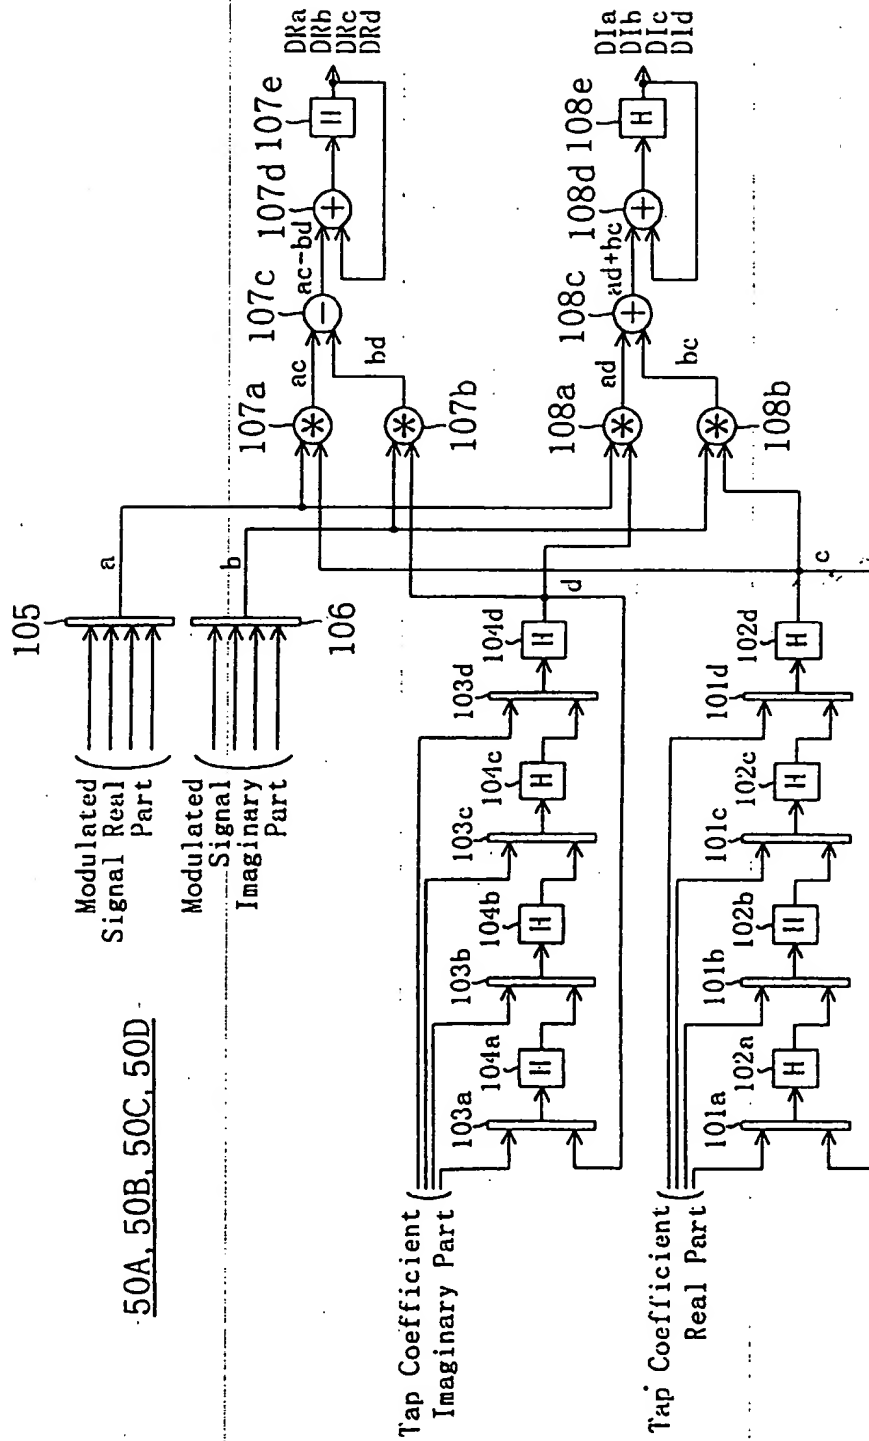 50A, 50B, 50C, 50D
Modulated
Signal Real
Part
105
a
Modulated
Signal
Imaginary
Part
106
b
107a
ac
107b
bd
107c
ac-bd
107d
107e
H
DRa
DRb
DRc
DRd
108a
ad
108b
bc
108c
ad+bc
108d
108e
H
DIa
DIb
DIc
DId
Tap Coefficient
Imaginary Part
103a
104a
H
103b
104b
H
103c
104c
H
103d
104d
H
d
Tap Coefficient
Real Part
101a
102a
H
101b
102b
H
101c
102c
H
101d
102d
H
c